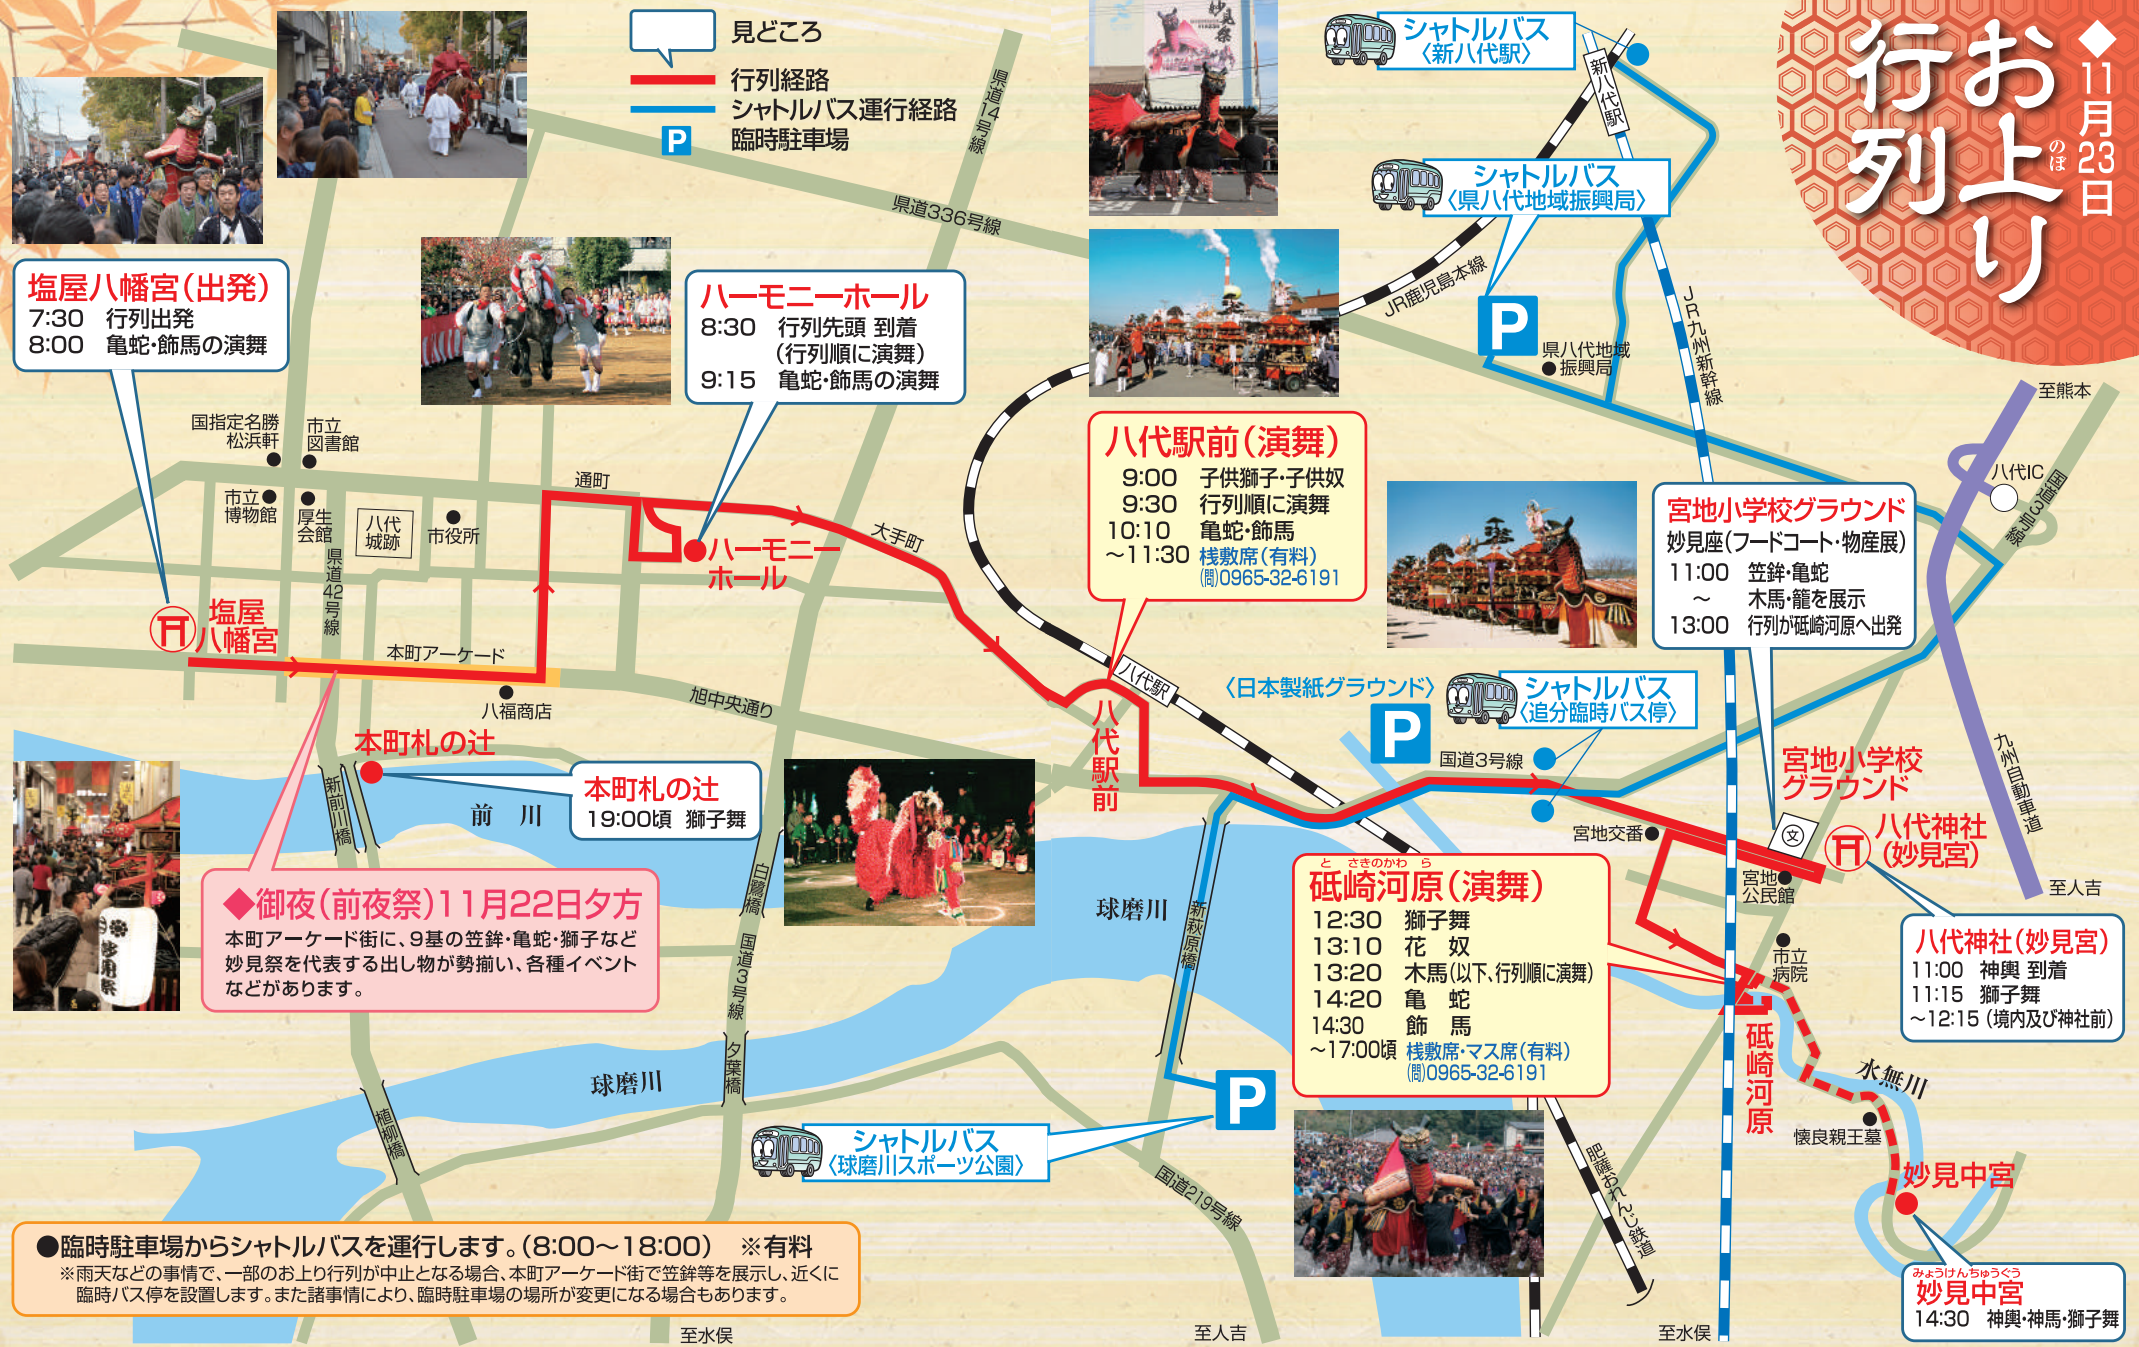 ◆11月23日
お上り
のぼ
行列
見どころ
行列経路
シャトルバス運行経路
P 臨時駐車場
シャトルバス
〈新八代駅〉
新八代駅
シャトルバス
〈県八代地域振興局〉
県道14号線
県道336号線
JR鹿児島本線
JR九州新幹線
P
県八代地域
振興局
至熊本
八代IC
国道3号線
塩屋八幡宮(出発)
7:30 行列出発
8:00 亀蛇・飾馬の演舞
ハーモニーホール
8:30 行列先頭 到着
(行列順に演舞)
9:15 亀蛇・飾馬の演舞
八代駅前(演舞)
9:00 子供獅子・子供奴
9:30 行列順に演舞
10:10 亀蛇・飾馬
～11:30 桟敷席(有料)
(問)0965-32-6191
宮地小学校グラウンド
妙見座(フードコート・物産展)
11:00 笠鉾・亀蛇
～ 木馬・籠を展示
13:00 行列が砥崎河原へ出発
国指定名勝
松浜軒
市立
図書館
市立
博物館
厚生
会館
八代
城跡
市役所
通町
大手町
ハーモニー
ホール
県道42号線
塩屋
八幡宮
本町アーケード
八福商店
旭中央通り
八代駅
八代駅前
〈日本製紙グラウンド〉
P
シャトルバス
〈追分臨時バス停〉
国道3号線
宮地交番
宮地小学校
グラウンド
文
八代神社
(妙見宮)
宮地
公民館
市立
病院
九州自動車道
至人吉
本町札の辻
本町札の辻
19:00頃 獅子舞
新前川橋
前川
白鷺橋
国道3号線
夕葉橋
球磨川
球磨川
新萩原橋
植柳橋
◆御夜(前夜祭)11月22日夕方
本町アーケード街に、9基の笠鉾・亀蛇・獅子など
妙見祭を代表する出し物が勢揃い、各種イベント
などがあります。
と さきのかわ ら
砥崎河原(演舞)
12:30 獅子舞
13:10 花 奴
13:20 木馬(以下、行列順に演舞)
14:20 亀 蛇
14:30 飾 馬
～17:00頃 桟敷席・マス席(有料)
(問)0965-32-6191
八代神社(妙見宮)
11:00 神輿 到着
11:15 獅子舞
～12:15 (境内及び神社前)
砥崎河原
水無川
懐良親王墓
妙見中宮
みょうけんちゅうぐう
妙見中宮
14:30 神輿・神馬・獅子舞
シャトルバス
〈球磨川スポーツ公園〉
P
国道219号線
肥薩おれんじ鉄道
●臨時駐車場からシャトルバスを運行します。(8:00～18:00) ※有料
※雨天などの事情で、一部のお上り行列が中止となる場合、本町アーケード街で笠鉾等を展示し、近くに
臨時バス停を設置します。また諸事情により、臨時駐車場の場所が変更になる場合もあります。
至水俣
至人吉
至水俣
妙見祭
妙見祭